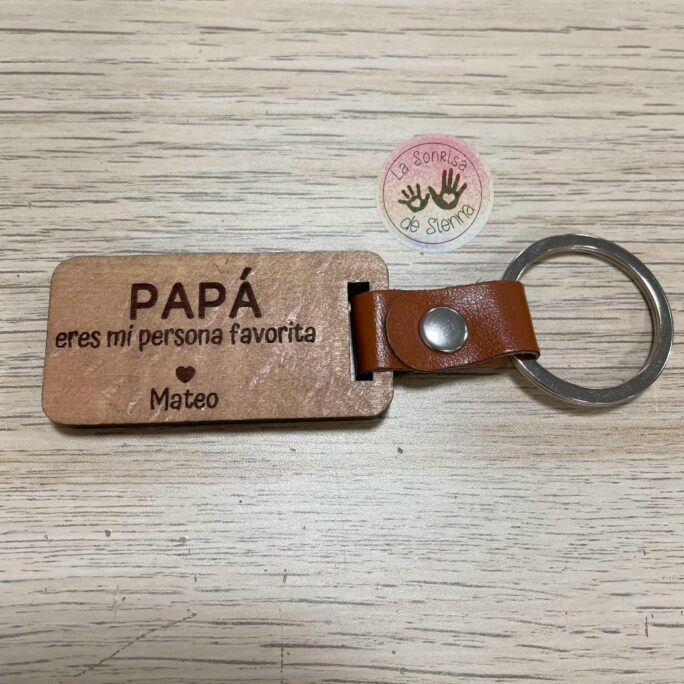 La Sonrisa
de Sienna
PAPÁ
eres mi persona favorita
Mateo